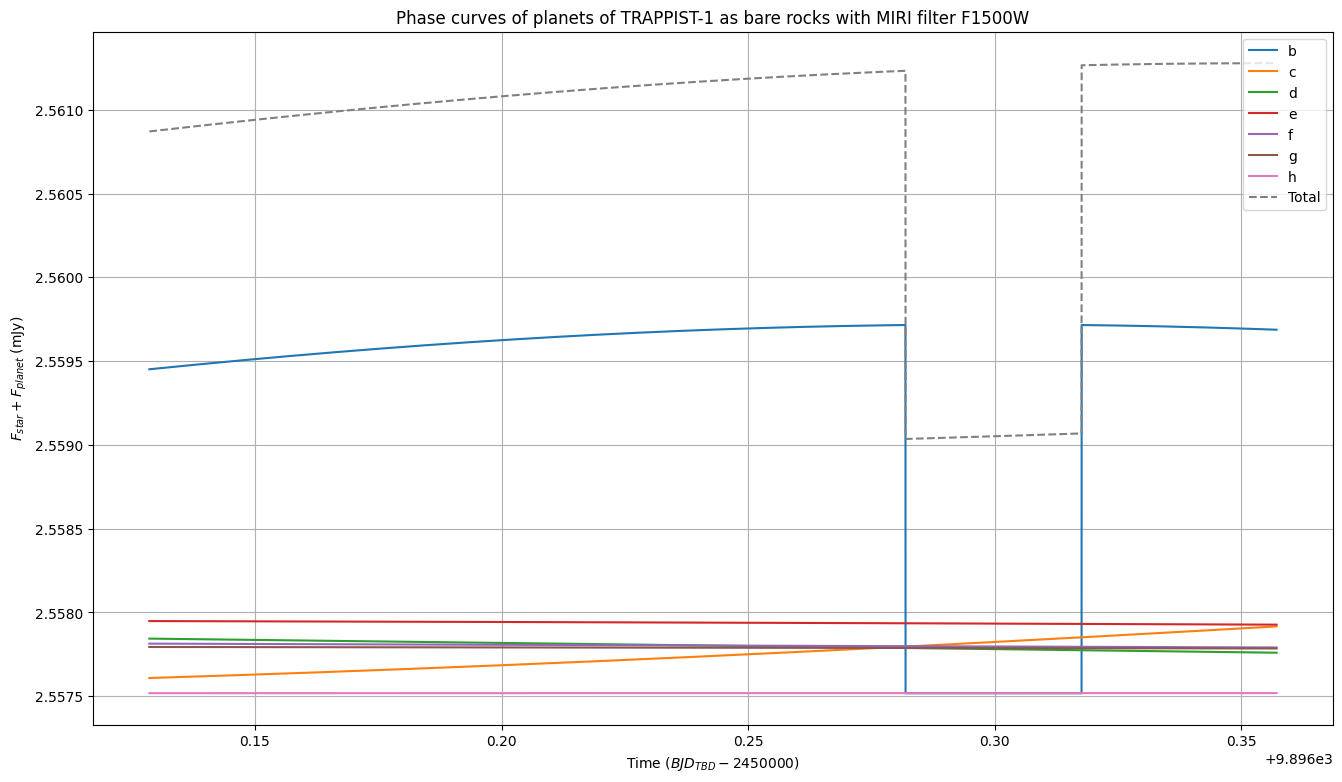 Phase curves of planets of TRAPPIST-1 as bare rocks with MIRI filter F1500W
b
c
d
e
f
g
h
Total
2.5610
2.5605
2.5600
2.5595
2.5590
2.5585
2.5580
2.5575
F_{star} + F_{planet} (mJy)
0.15
0.20
0.25
0.30
0.35
+9.896e3
Time (BJD_{TBD} − 2450000)